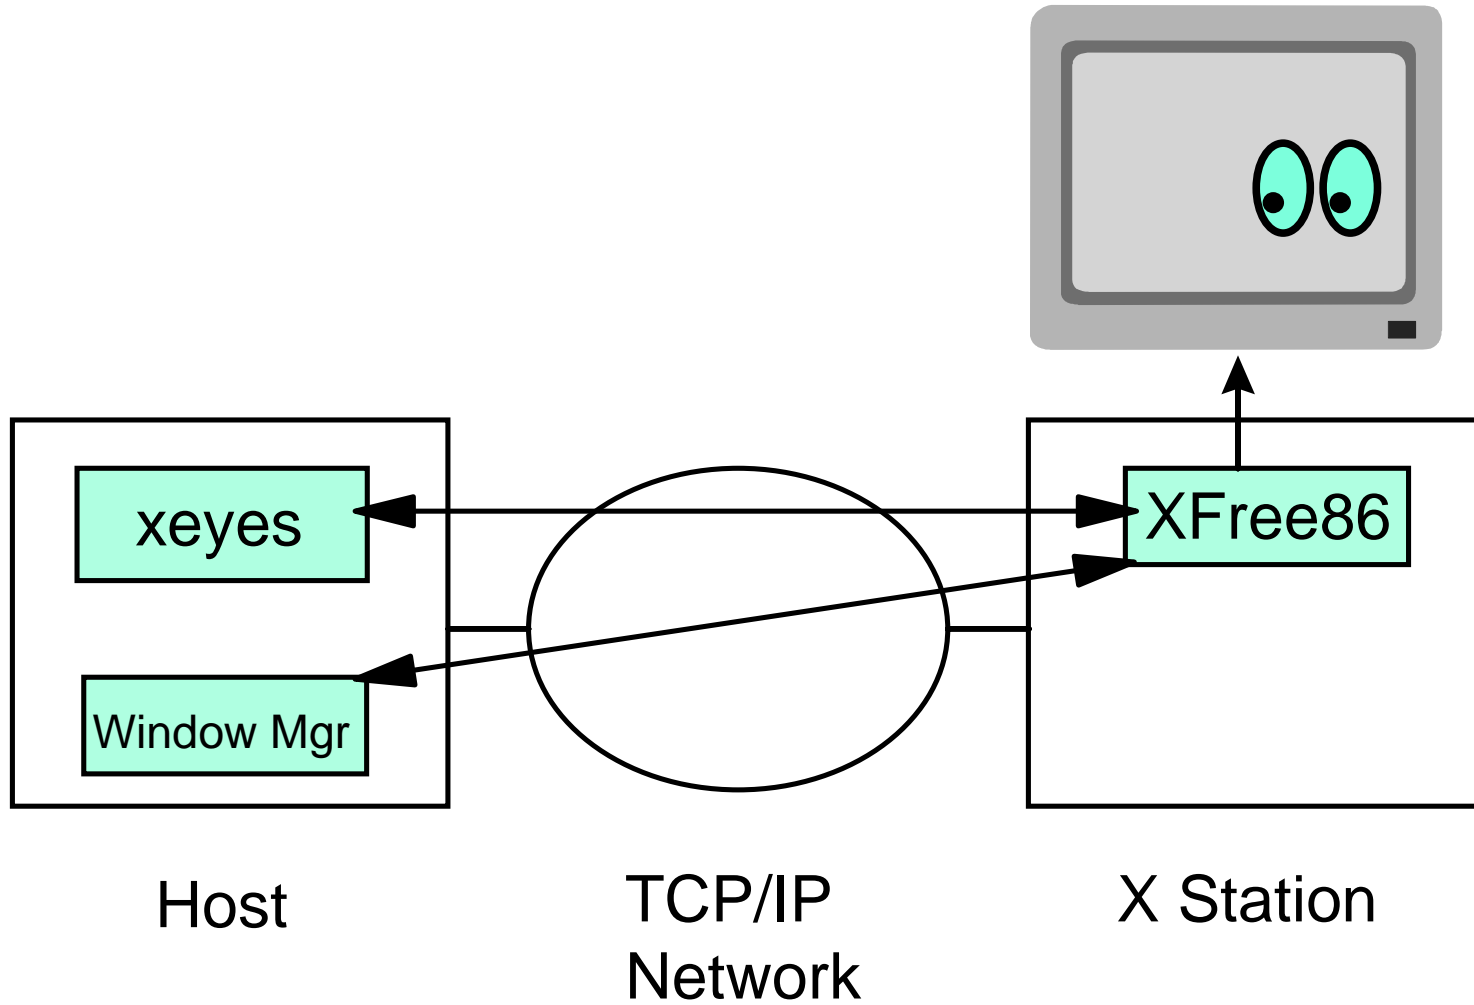 xeyes
XFree86
Window Mgr
Host
TCP/IP
Network
X Station